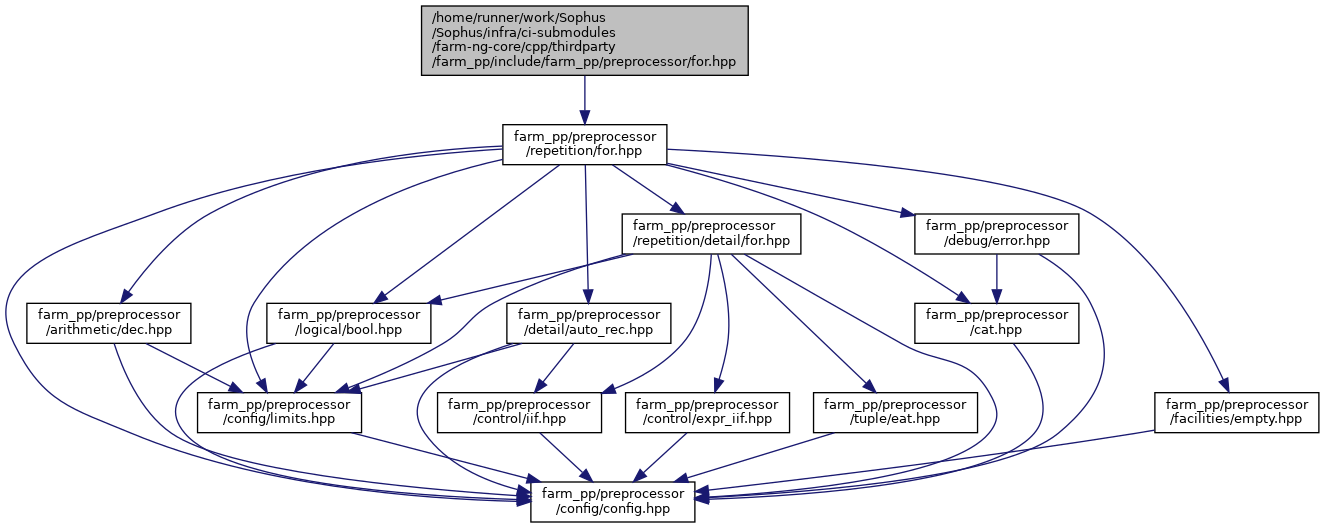 /home/runner/work/Sophus
/Sophus/infra/ci-submodules
/farm-ng-core/cpp/thirdparty
/farm_pp/include/farm_pp/preprocessor/for.hpp
farm_pp/preprocessor
/repetition/for.hpp
farm_pp/preprocessor
/repetition/detail/for.hpp
farm_pp/preprocessor
/debug/error.hpp
farm_pp/preprocessor
/arithmetic/dec.hpp
farm_pp/preprocessor
/logical/bool.hpp
farm_pp/preprocessor
/detail/auto_rec.hpp
farm_pp/preprocessor
/cat.hpp
farm_pp/preprocessor
/config/limits.hpp
farm_pp/preprocessor
/control/iif.hpp
farm_pp/preprocessor
/control/expr_iif.hpp
farm_pp/preprocessor
/tuple/eat.hpp
farm_pp/preprocessor
/facilities/empty.hpp
farm_pp/preprocessor
/config/config.hpp